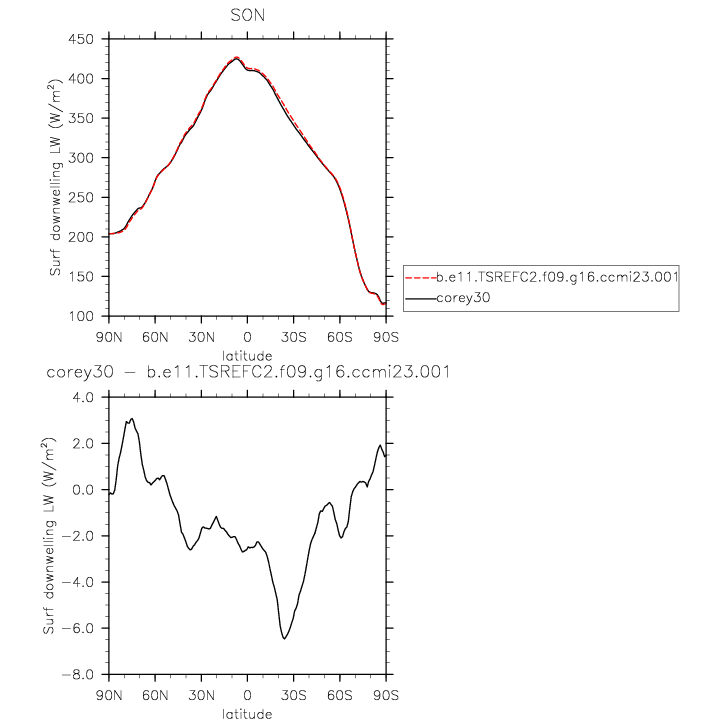 SON
Surf downwelling LW (W/m²)
450
400
350
300
250
200
150
100
90N 60N 30N 0 30S 60S 90S
latitude
b.e11.TSREFC2.f09.g16.ccmi23.001
corey30
corey30 − b.e11.TSREFC2.f09.g16.ccmi23.001
Surf downwelling LW (W/m²)
4.0
2.0
0.0
−2.0
−4.0
−6.0
−8.0
90N 60N 30N 0 30S 60S 90S
latitude